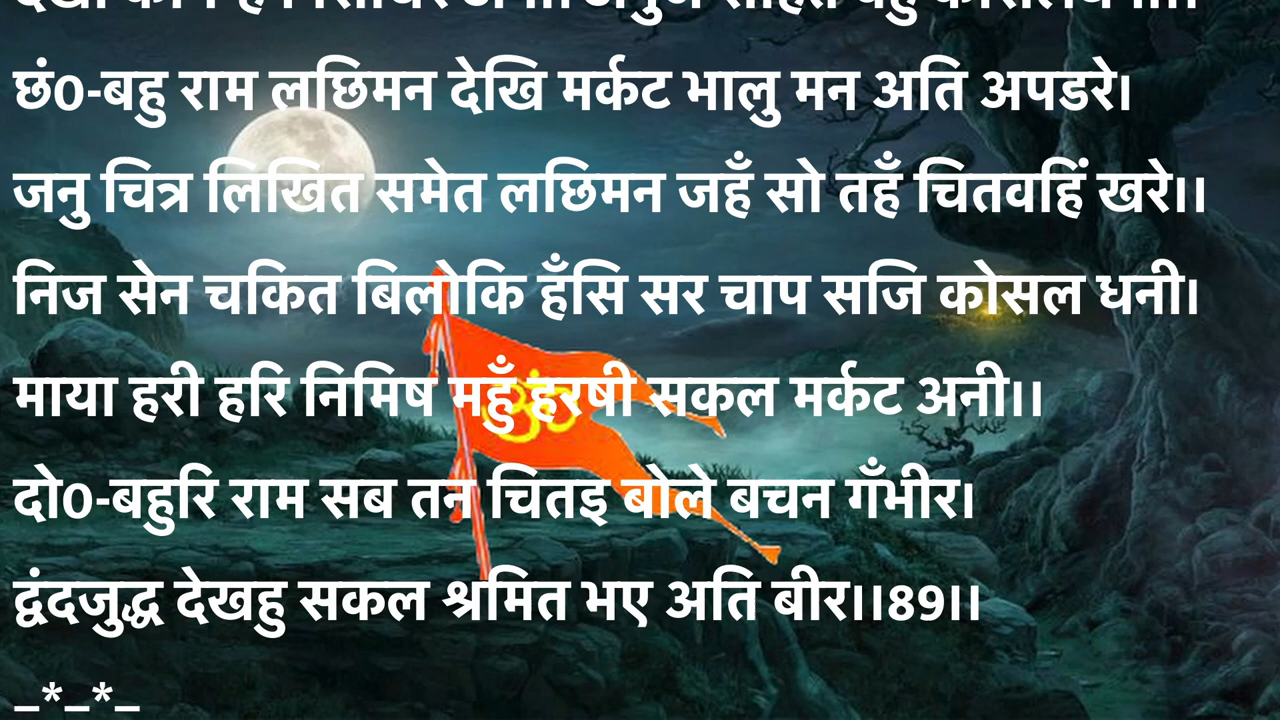 छं0-बहु राम लछिमन देखि मर्कट भालु मन अति अपडरे।
जनु चित्र लिखित समेत लछिमन जहँ सो तहँ चितवहिं खरे।।
निज सेन चकित बिलोकि हँसि सर चाप सजि कोसल धनी।
माया हरी हरि निमिष महुँ हरषी सकल मर्कट अनी।।
दो0-बहुरि राम सब तन चितइ बोले बचन गँभीर।
द्वंदजुद्ध देखहु सकल श्रमित भए अति बीर।।89।।
_*_*_